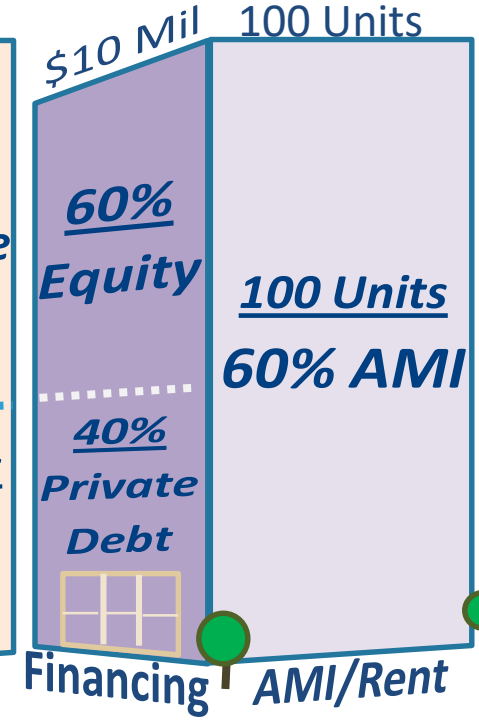 $10 Mil
100 Units
60%
Equity
40%
Private
Debt
100 Units
60% AMI
Financing
AMI/Rent